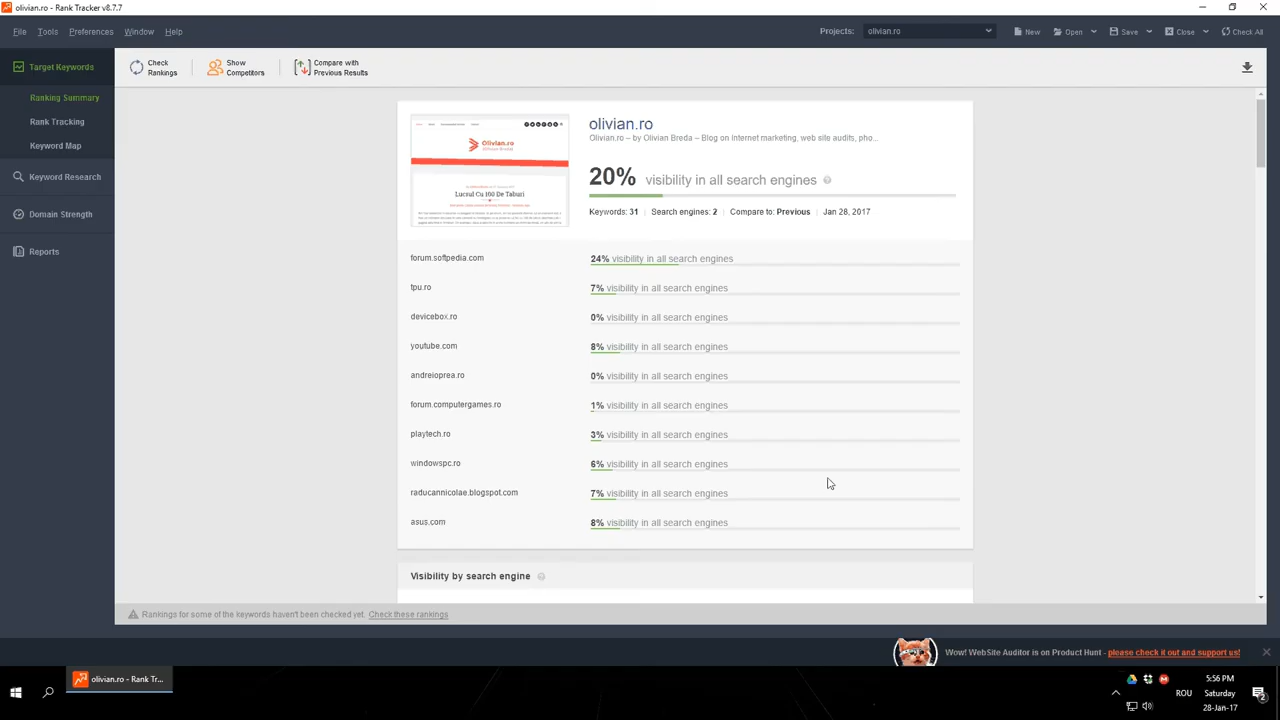 olivian.ro - Rank Tracker v8.7.7
File Tools Preferences Window Help
Projects: olivian.ro New Open Save Close Check All
Target Keywords
Ranking Summary
Rank Tracking
Keyword Map
Keyword Research
Domain Strength
Reports
Check Rankings
Show Competitors
Compare with Previous Results
Olivian.ro
Lucrul Cu 160 De Taburi
olivian.ro
Olivian.ro – by Olivian Breda – Blog on Internet marketing, web site audits, pho...
20% visibility in all search engines
Keywords: 31 Search engines: 2 Compare to: Previous Jan 28, 2017
forum.softpedia.com 24% visibility in all search engines
tpu.ro 7% visibility in all search engines
devicebox.ro 0% visibility in all search engines
youtube.com 8% visibility in all search engines
andreioprea.ro 0% visibility in all search engines
forum.computergames.ro 1% visibility in all search engines
playtech.ro 3% visibility in all search engines
windowspc.ro 6% visibility in all search engines
raducannicolae.blogspot.com 7% visibility in all search engines
asus.com 8% visibility in all search engines
Visibility by search engine
Rankings for some of the keywords haven't been checked yet. Check these rankings
Wow! WebSite Auditor is on Product Hunt - please check it out and support us!
olivian.ro - Rank Tr...
ROU
5:56 PM
Saturday
28-Jan-17
2